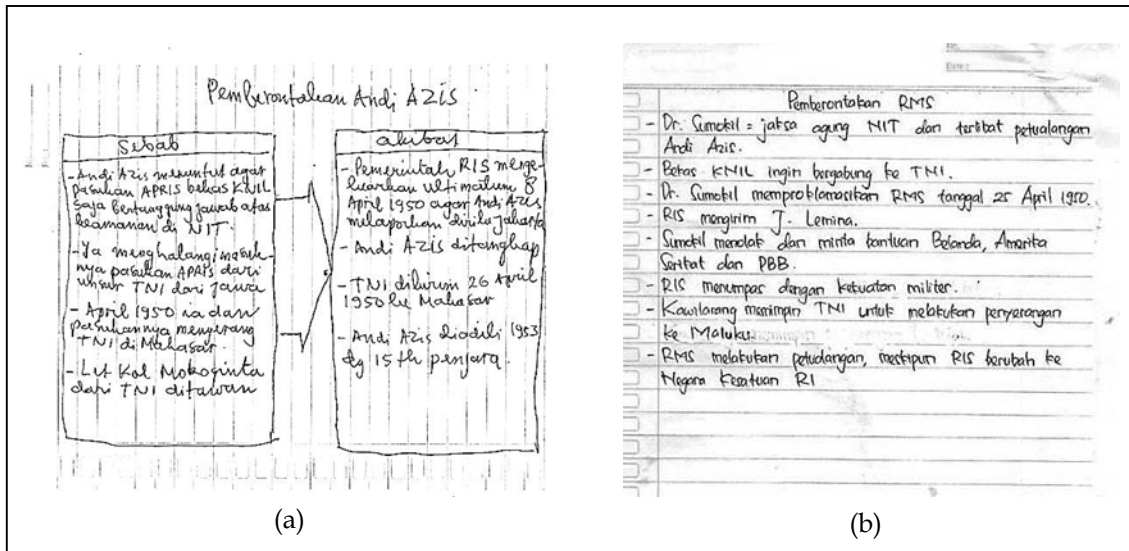 Pemberontakan Andi Azis
Sebab
- Andi Azis menuntut agar
pasukan APRIS bekas KNIL
saja bertanggung jawab atas
keamanan di NIT.
- Ia menghalangi masuk-
nya pasukan APRIS dari
unsur TNI dari Jawa
- April 1950 ia dan
pasukannya menyerang
TNI di Makasar.
- Let Kol Mokoginta
dari TNI ditawan
akibat
- Pemerintah RIS menge-
luarkan ultimatum 8
April 1950 agar Andi Azis
melaporkan diri ke Jakarta
- Andi Azis ditangkap
- TNI dikirim 26 April
1950 ke Makasar
- Andi Azis diadili 1953
dg 15 th penjara.
(a)
Pemberontakan RMS
- Dr. Sumokil = jaksa agung NIT dan terlibat petualangan
Andi Azis.
- Bekas KNIL ingin bergabung ke TNI.
- Dr. Sumokil memproklamasikan RMS tanggal 25 April 1950.
- RIS mengirim J. Lemina.
- Sumokil menolak dan minta bantuan Belanda, Amerika
Serikat dan PBB.
- RIS menumpas dengan kekuatan militer.
- Kawilarang memimpin TNI untuk melakukan penyerangan
ke Maluku.
- RMS melakukan petualangan, meskipun RIS berubah ke
Negara Kesatuan RI
(b)